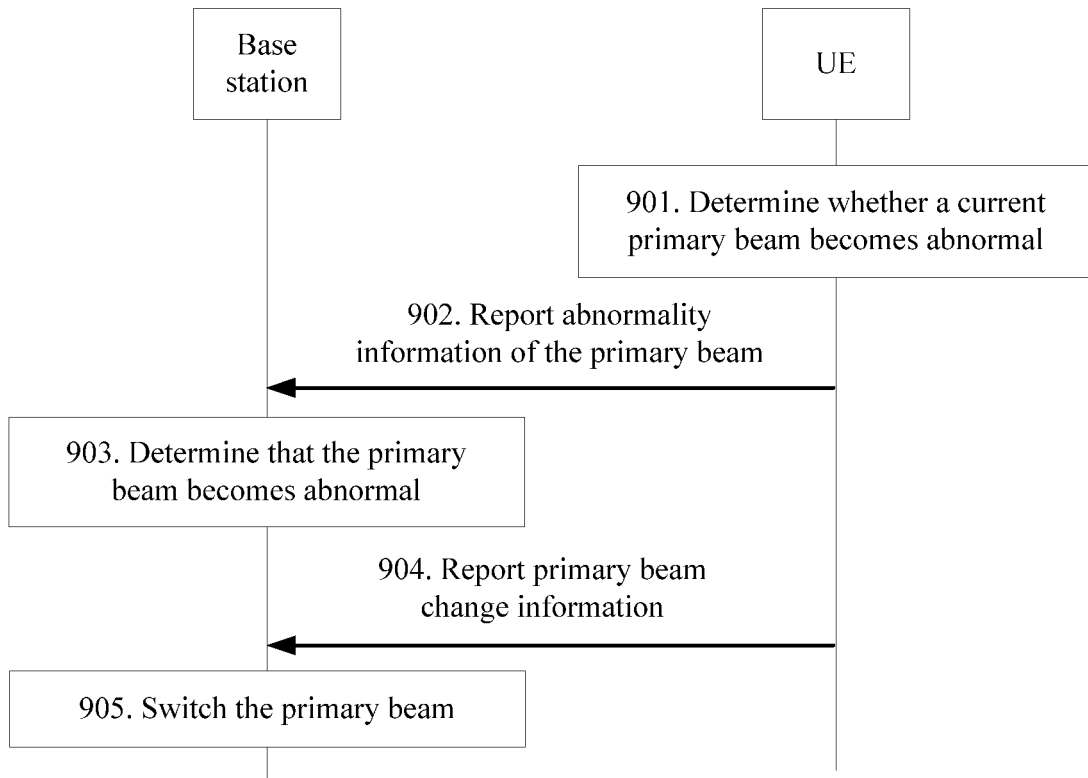 Base
station
UE
901. Determine whether a current
primary beam becomes abnormal
902. Report abnormality
information of the primary beam
903. Determine that the primary
beam becomes abnormal
904. Report primary beam
change information
905. Switch the primary beam